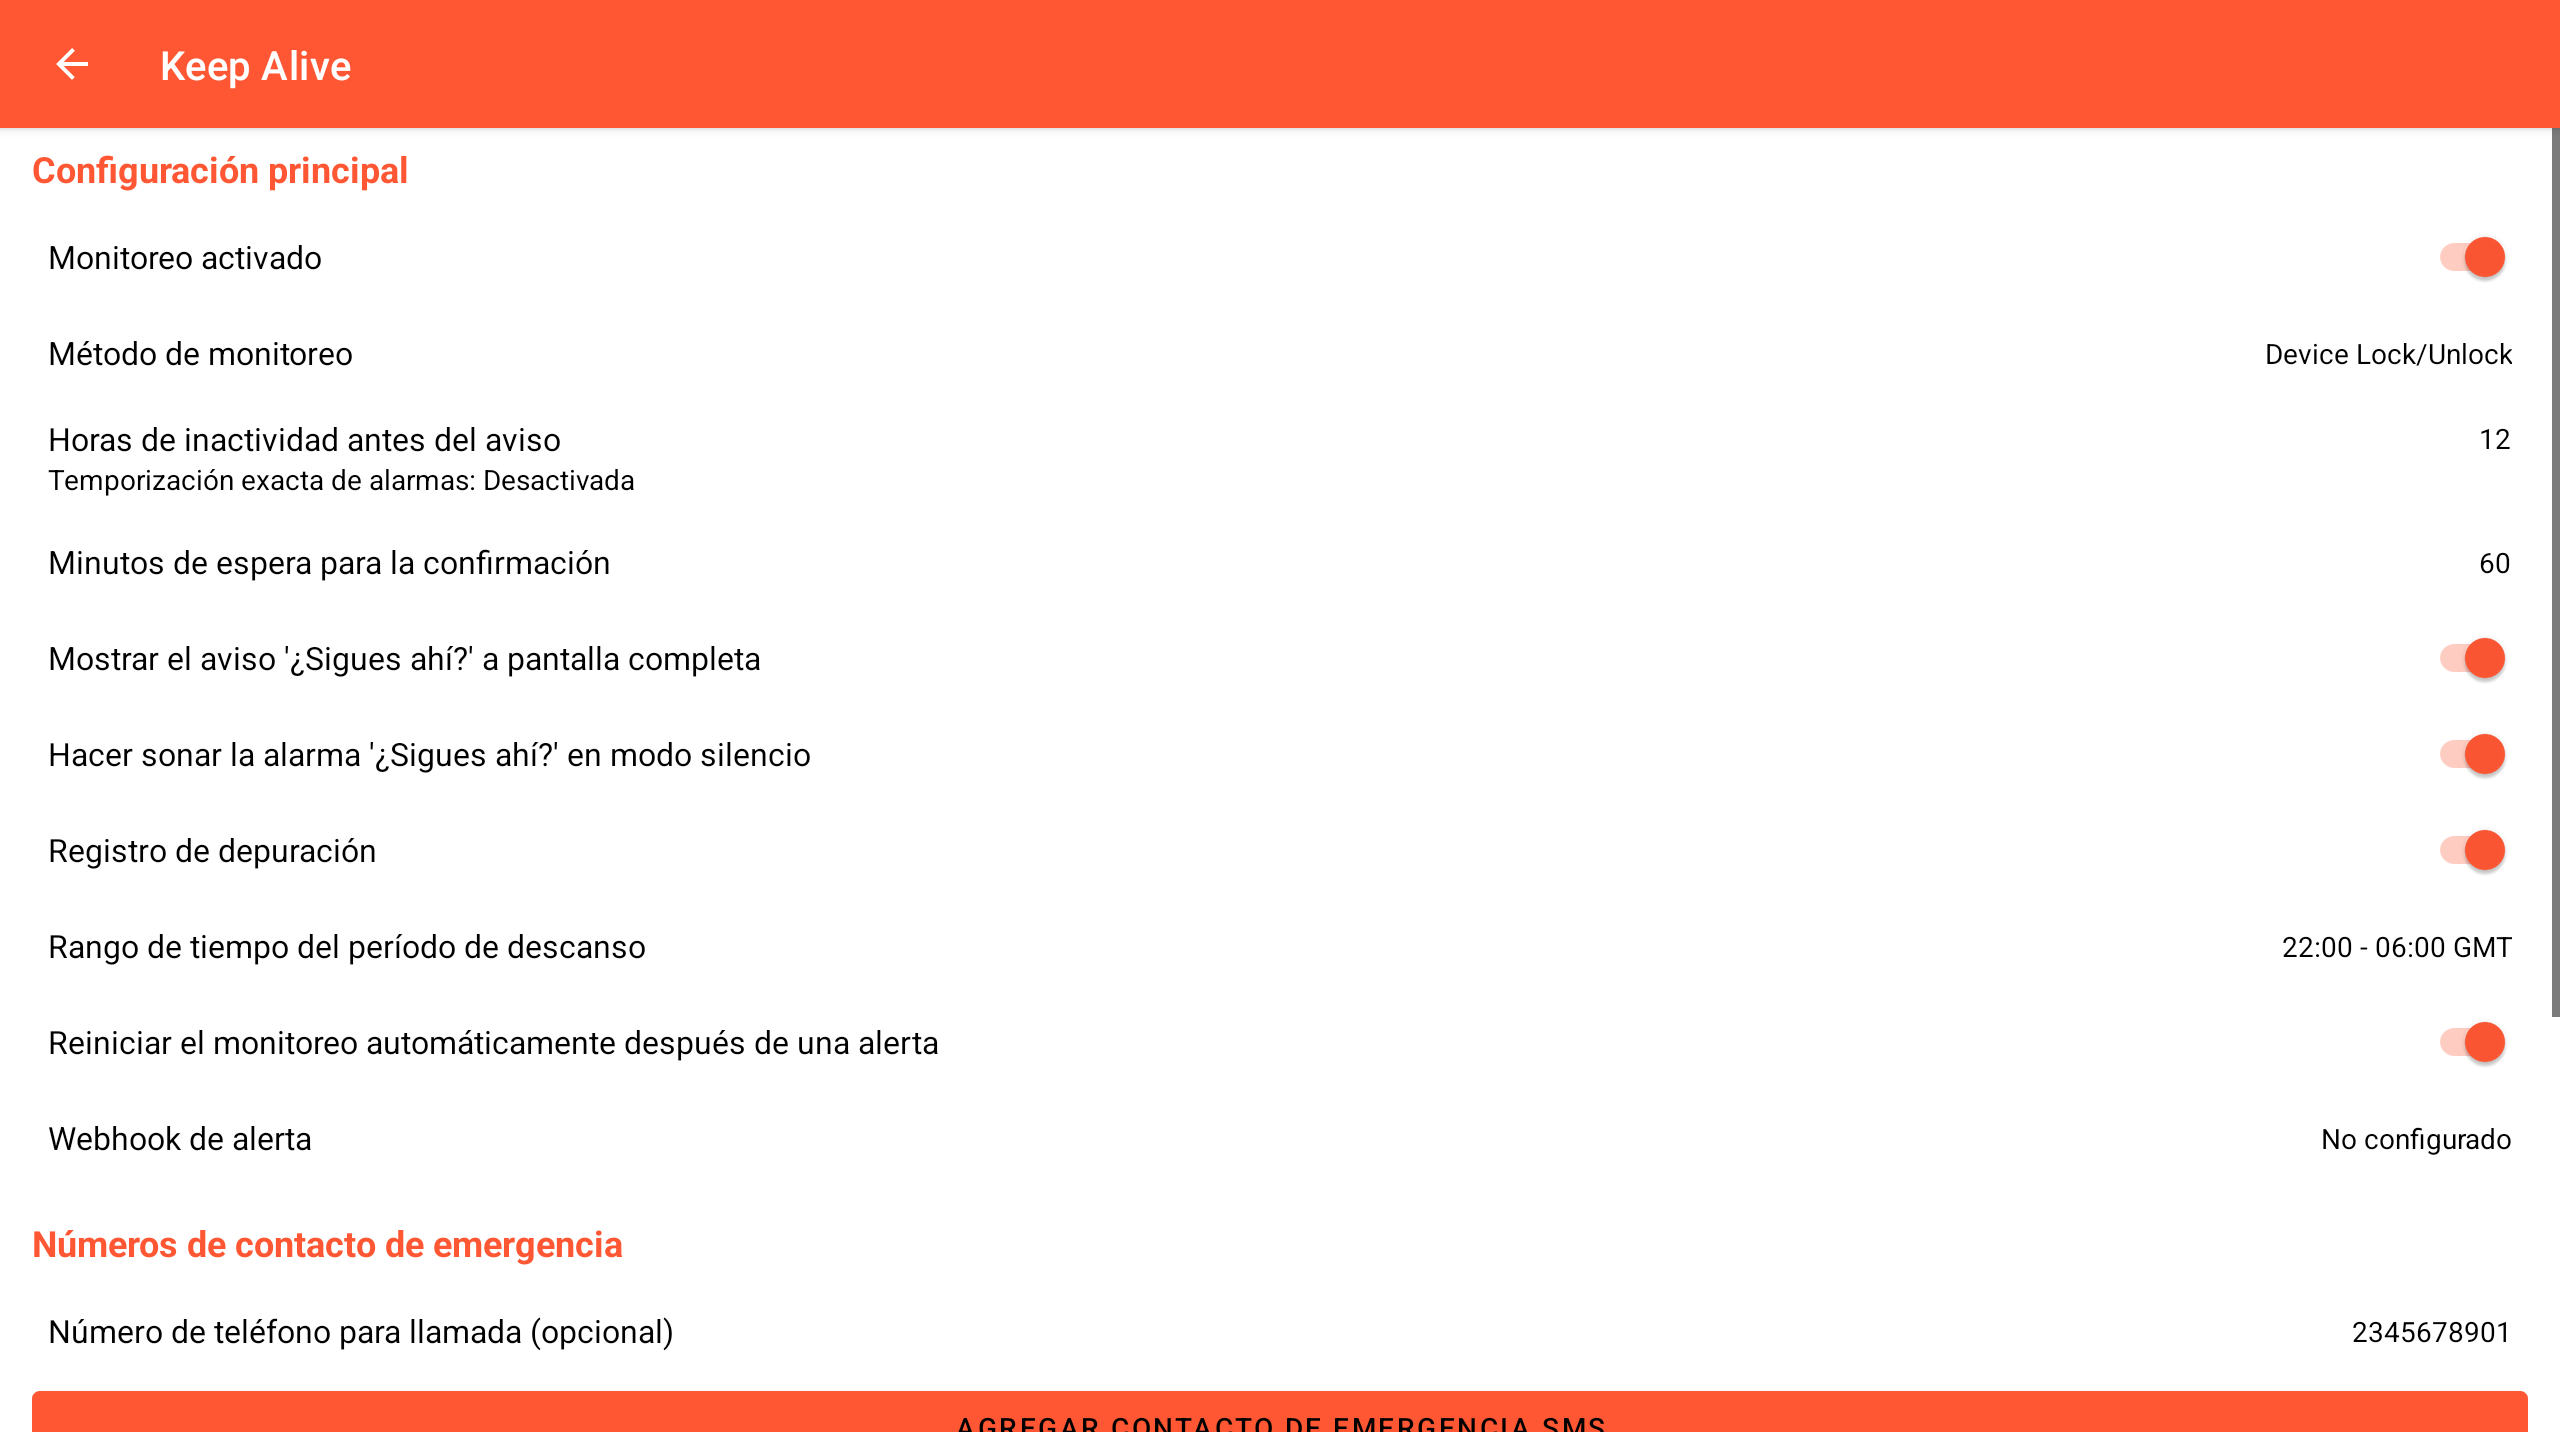 Keep Alive
Configuración principal
Monitoreo activado
Método de monitoreo
Device Lock/Unlock
Horas de inactividad antes del aviso
12
Temporización exacta de alarmas: Desactivada
Minutos de espera para la confirmación
60
Mostrar el aviso '¿Sigues ahí?' a pantalla completa
Hacer sonar la alarma '¿Sigues ahí?' en modo silencio
Registro de depuración
Rango de tiempo del período de descanso
22:00 - 06:00 GMT
Reiniciar el monitoreo automáticamente después de una alerta
Webhook de alerta
No configurado
Números de contacto de emergencia
Número de teléfono para llamada (opcional)
2345678901
AGREGAR CONTACTO DE EMERGENCIA SMS